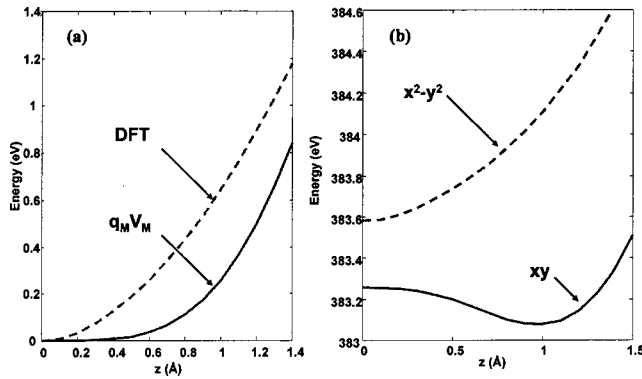 (a)
1.4
1.2
1
0.8
0.6
0.4
0.2
0
Energy (eV)
DFT
q_M V_M
0 0.2 0.4 0.6 0.8 1 1.2 1.4
z (Å)
(b)
384.6
384.4
384.2
384
383.8
383.6
383.4
383.2
383
Energy (eV)
x²-y²
xy
0 0.5 1 1.5
z (Å)